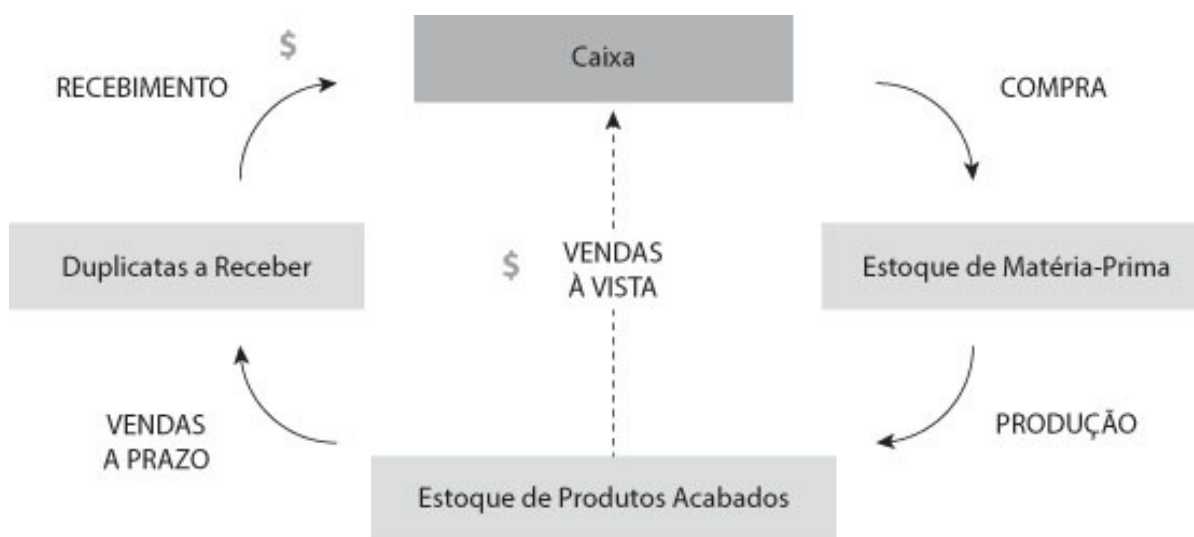 $
Caixa
RECEBIMENTO
COMPRA
Duplicatas a Receber
$
VENDAS
À VISTA
Estoque de Matéria-Prima
VENDAS
A PRAZO
PRODUÇÃO
Estoque de Produtos Acabados